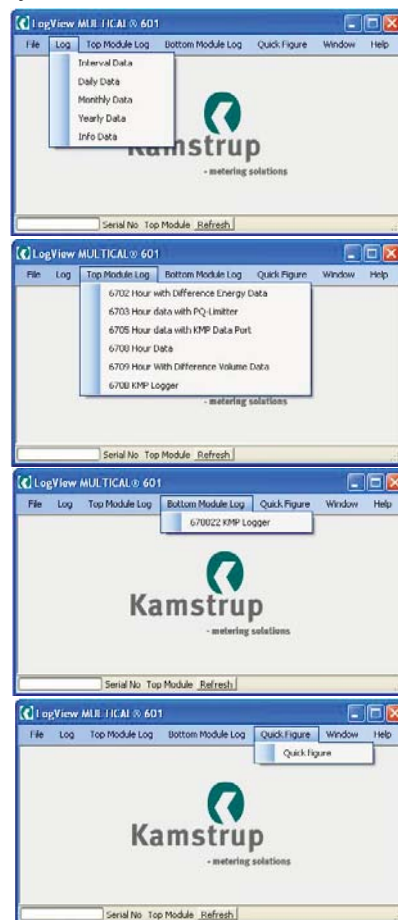 LogView MULTICAL® 601
File Log Top Module Log Bottom Module Log Quick Figure Window Help
Interval Data
Daily Data
Monthly Data
Yearly Data
Info Data
Kamstrup
- metering solutions
Serial No Top Module Refresh
LogView MULTICAL® 601
File Log Top Module Log Bottom Module Log Quick Figure Window Help
6702 Hour with Difference Energy Data
6703 Hour data with PQ-Limitter
6705 Hour data with KMP Data Port
6700 Hour Data
6709 Hour With Difference Volume Data
670B KMP Logger
- metering solutions
Serial No Top Module Refresh
LogView MULTICAL® 601
File Log Top Module Log Bottom Module Log Quick Figure Window Help
670022 KMP Logger
Kamstrup
- metering solutions
Serial No Top Module Refresh
LogView MULTICAL® 601
File Log Top Module Log Bottom Module Log Quick Figure Window Help
Quick figure
Kamstrup
- metering solutions
Serial No Top Module Refresh